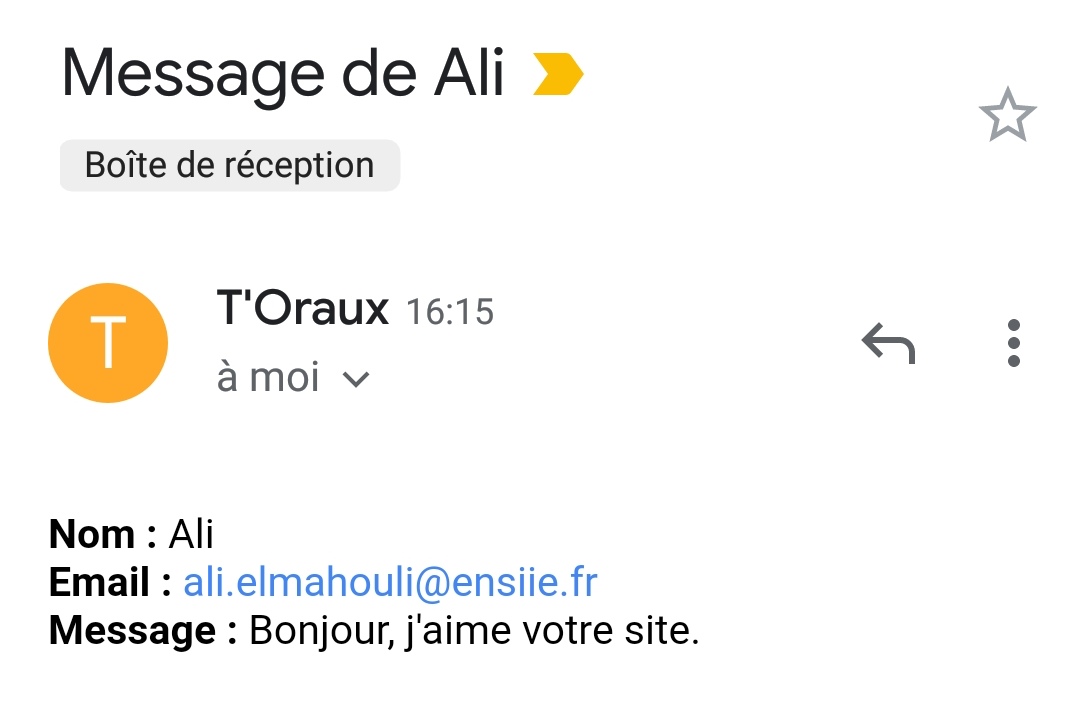 Message de Ali
Boîte de réception
T
T'Oraux 16:15
à moi
Nom : Ali
Email : ali.elmahouli@ensiie.fr
Message : Bonjour, j'aime votre site.